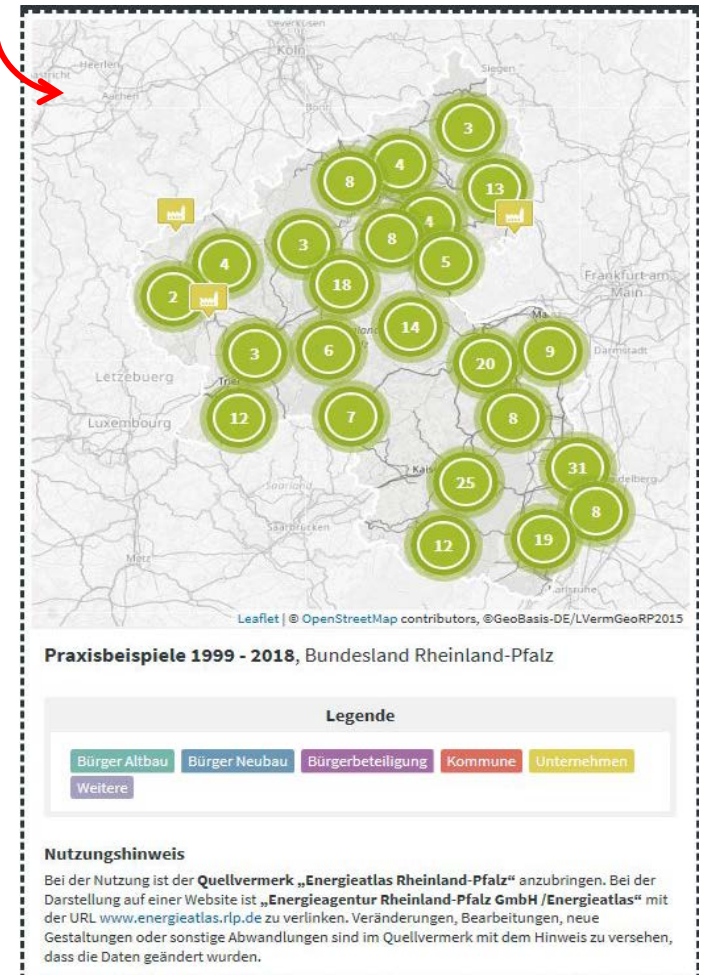 Leverkusen
Köln
Heerlen
Maastricht
Aachen
Siegen
Bonn
3
4
8
13
4
8
3
5
4
18
2
Frankfurt am
Main
14
Darmstadt
3
6
20
9
Letzebuerg
Trier
12
7
8
Luxembourg
25
31
Saarland
8
Saarbrücken
12
19
Metz
Karlsruhe
Leaflet | © OpenStreetMap contributors, ©GeoBasis-DE/LVermGeoRP2015
Praxisbeispiele 1999 - 2018, Bundesland Rheinland-Pfalz
Legende
Bürger Altbau Bürger Neubau Bürgerbeteiligung Kommune Unternehmen
Weitere
Nutzungshinweis
Bei der Nutzung ist der Quellvermerk „Energieatlas Rheinland-Pfalz“ anzubringen. Bei der
Darstellung auf einer Website ist „Energieagentur Rheinland-Pfalz GmbH /Energieatlas“ mit
der URL www.energieatlas.rlp.de zu verlinken. Veränderungen, Bearbeitungen, neue
Gestaltungen oder sonstige Abwandlungen sind im Quellvermerk mit dem Hinweis zu versehen,
dass die Daten geändert wurden.